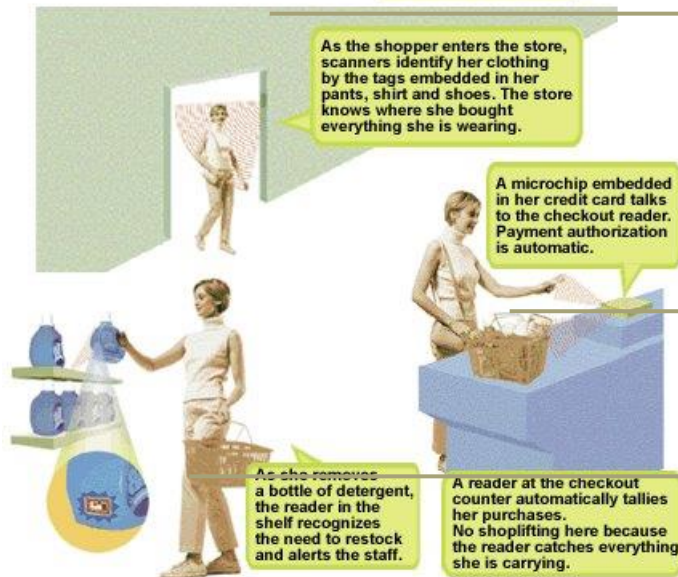 As the shopper enters the store,
scanners identify her clothing
by the tags embedded in her
pants, shirt and shoes. The store
knows where she bought
everything she is wearing.
A microchip embedded
in her credit card talks
to the checkout reader.
Payment authorization
is automatic.
As she removes
a bottle of detergent,
the reader in the
shelf recognizes
the need to restock
and alerts the staff.
A reader at the checkout
counter automatically tallies
her purchases.
No shoplifting here because
the reader catches everything
she is carrying.